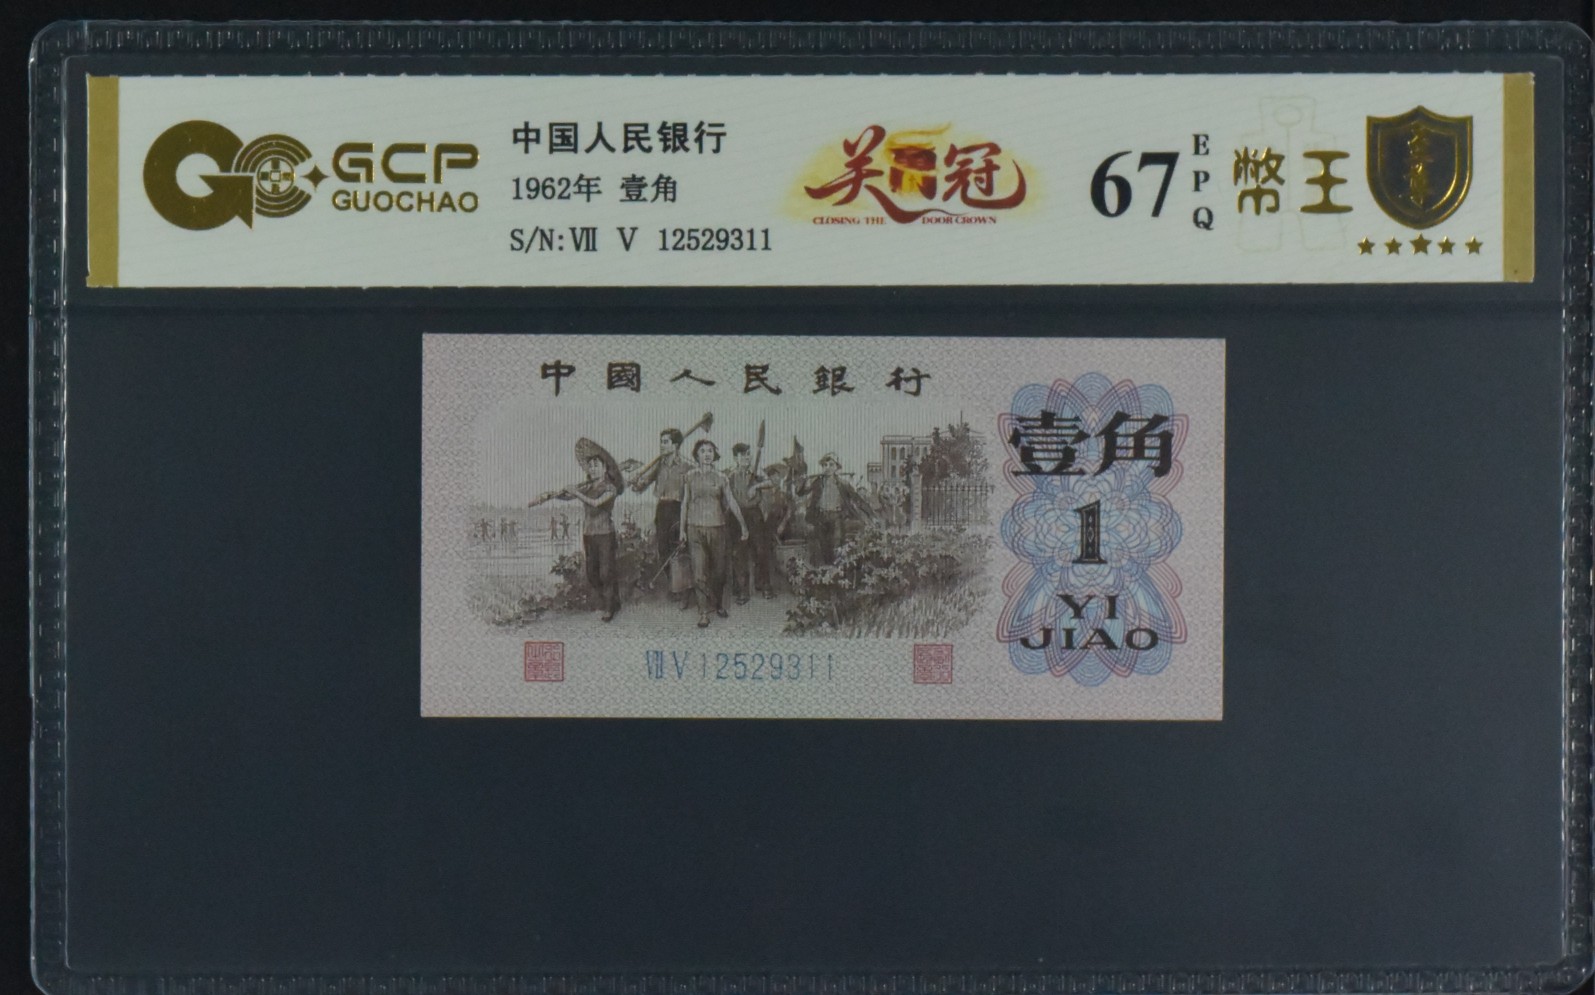 GCP
GUOCHAO
中国人民银行
1962年 壹角
S/N:Ⅶ Ⅴ 12529311
关门冠
CLOSING THE DOOR CROWN
67
EPQ
幣王
中國人民銀行
壹角
1
YI
JIAO
ⅦⅤ12529311